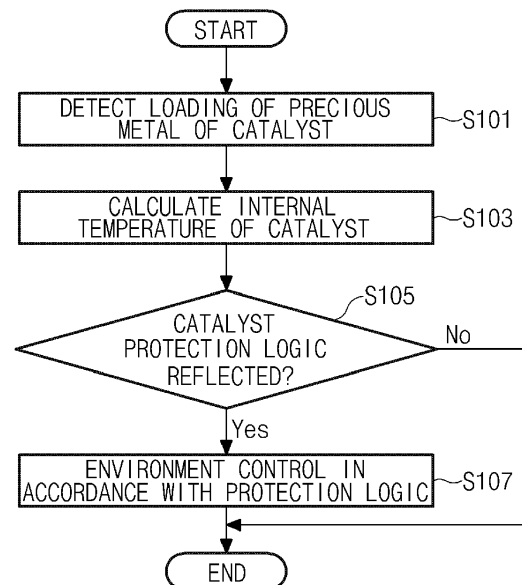 START
DETECT LOADING OF PRECIOUS
METAL OF CATALYST
S101
CALCULATE INTERNAL
TEMPERATURE OF CATALYST
S103
S105
CATALYST
PROTECTION LOGIC
REFLECTED?
No
Yes
ENVIRONMENT CONTROL IN
ACCORDANCE WITH PROTECTION LOGIC
S107
END